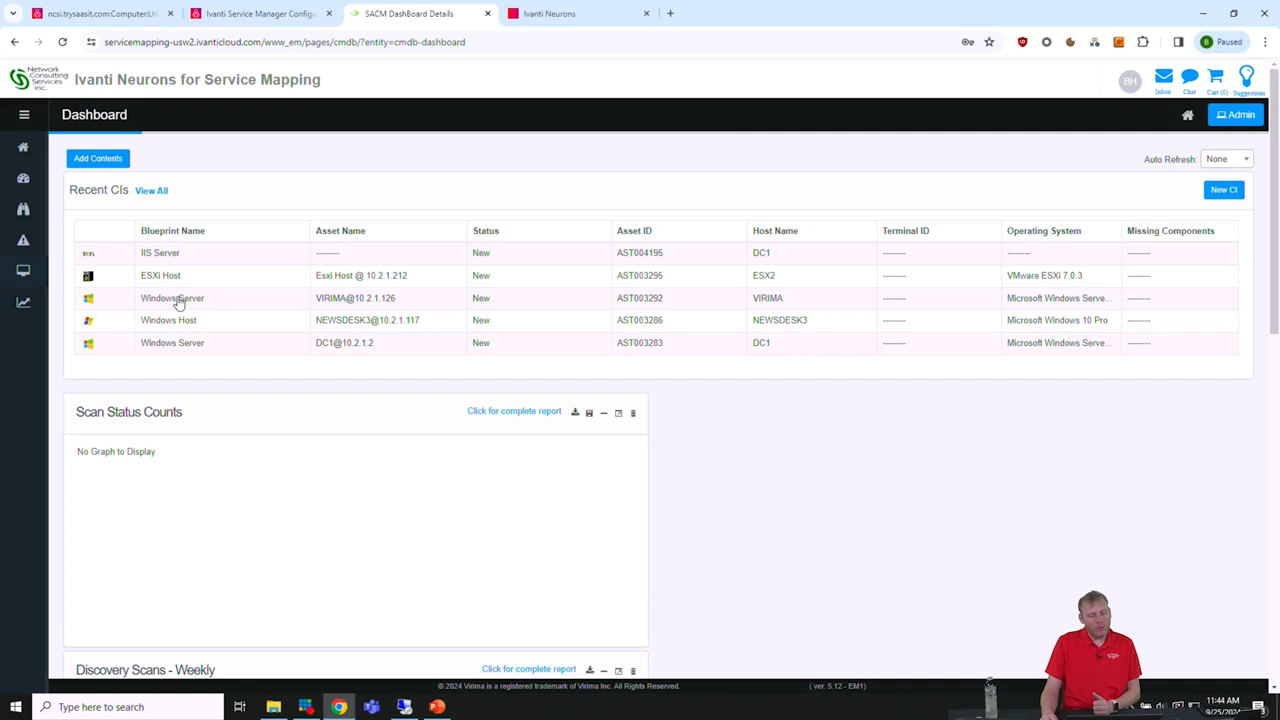 ncsi.trysaasit.com:Computer:LH
Ivanti Service Manager Configu
SACM DashBoard Details
Ivanti Neurons
servicemapping-usw2.ivanticloud.com/www_em/pages/cmdb/?entity=cmdb-dashboard
B Paused
Network Consulting Services inc.
Ivanti Neurons for Service Mapping
BH
Inbox
Clue
Cart (0)
Suggestions
Dashboard
Admin
Add Contents
Auto Refresh: None
Recent CIs View All
New CI
Blueprint Name Asset Name Status Asset ID Host Name Terminal ID Operating System Missing Components
IIS Server -------- New AST004195 DC1 -------- -------- --------
ESXi Host Esxi Host @ 10.2.1.212 New AST003295 ESX2 -------- VMware ESXi 7.0.3 --------
Windows Server VIRIMA@10.2.1.126 New AST003292 VIRIMA -------- Microsoft Windows Serve... --------
Windows Host NEWSDESK3@10.2.1.117 New AST003286 NEWSDESK3 -------- Microsoft Windows 10 Pro --------
Windows Server DC1@10.2.1.2 New AST003283 DC1 -------- Microsoft Windows Serve... --------
Scan Status Counts
Click for complete report
No Graph to Display
Discovery Scans - Weekly
Click for complete report
© 2024 Virima is a registered trademark of Virima Inc. All Rights Reserved.
( ver. 5.12 - EM1)
Type here to search
11:44 AM
9/25/2024